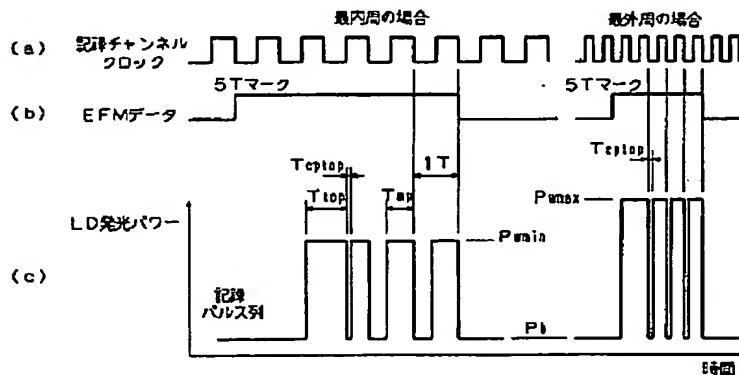 最内周の場合
最外周の場合
(a) 記録チャンネル
クロック
5Tマーク
5Tマーク
(b) EFMデータ
Tcptop
1T
Ttop
Tmp
Tcptop
Pwmax
LD発光パワー
Pwmin
(c)
記録
パルス列
Pb
時間